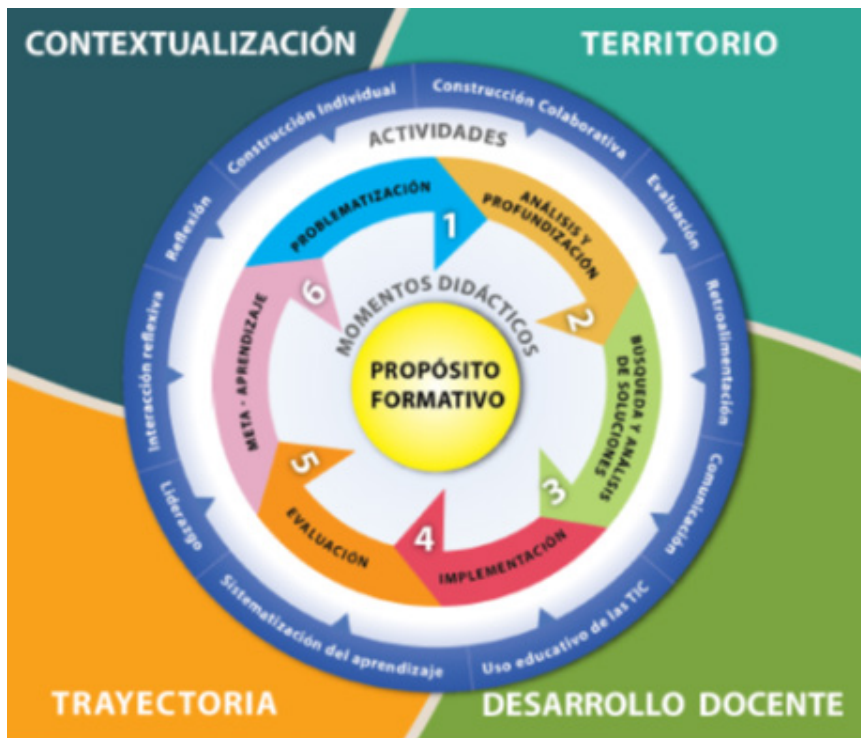 CONTEXTUALIZACIÓN
TERRITORIO
Construcción Individual
Construcción Colaborativa
Evaluación
Retroalimentación
Comunicación
Uso educativo de las TIC
Sistematización del aprendizaje
Liderazgo
Interacción reflexiva
Reflexión
ACTIVIDADES
PROBLEMATIZACIÓN
1
ANÁLISIS Y
PROFUNDIZACIÓN
2
BÚSQUEDA Y ANÁLISIS
DE SOLUCIONES
3
IMPLEMENTACIÓN
4
EVALUACIÓN
5
META - APRENDIZAJE
6
MOMENTOS DIDÁCTICOS
PROPÓSITO
FORMATIVO
TRAYECTORIA
DESARROLLO DOCENTE